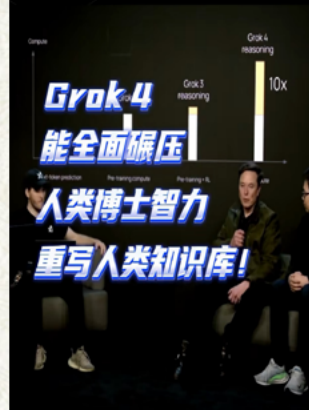 Compute
Grok 4
reasoning
10x
Grok 3
reasoning
Pre-training compute
Pre-training + RL
Grok 4
能全面碾压
人类博士智力
重写人类知识库!